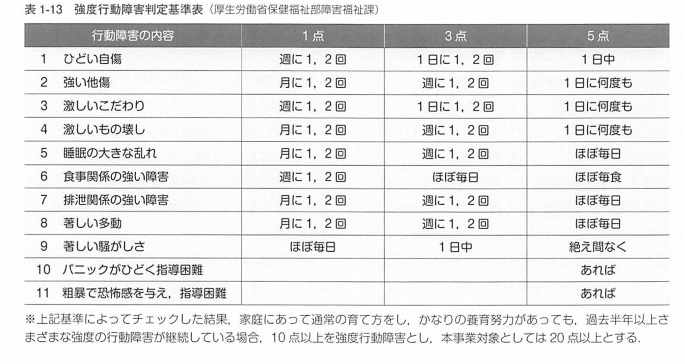 表 1-13 強度行動障害判定基準表（厚生労働省保健福祉部障害福祉課）
行動障害の内容 1点 3点 5点
1 ひどい自傷 週に1，2回 1日に1，2回 1日中
2 強い他傷 月に1，2回 週に1，2回 1日に何度も
3 激しいこだわり 週に1，2回 1日に1，2回 1日に何度も
4 激しいもの壊し 月に1，2回 週に1，2回 1日に何度も
5 睡眠の大きな乱れ 月に1，2回 週に1，2回 ほぼ毎日
6 食事関係の強い障害 週に1，2回 ほぼ毎日 ほぼ毎食
7 排泄関係の強い障害 月に1，2回 週に1，2回 ほぼ毎日
8 著しい多動 月に1，2回 週に1，2回 ほぼ毎日
9 著しい騒がしさ ほぼ毎日 1日中 絶え間なく
10 パニックがひどく指導困難 あれば
11 粗暴で恐怖感を与え，指導困難 あれば
※上記基準によってチェックした結果，家庭にあって通常の育て方をし，かなりの養育努力があっても，過去半年以上さ
まざまな強度の行動障害が継続している場合，10点以上を強度行動障害とし，本事業対象としては20点以上とする．